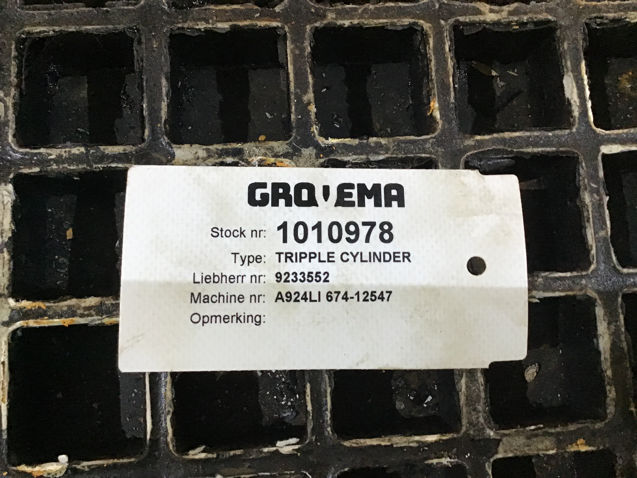 GROVEMA
Stock nr: 1010978
Type: TRIPPLE CYLINDER
Liebherr nr: 9233552
Machine nr: A924LI 674-12547
Opmerking: